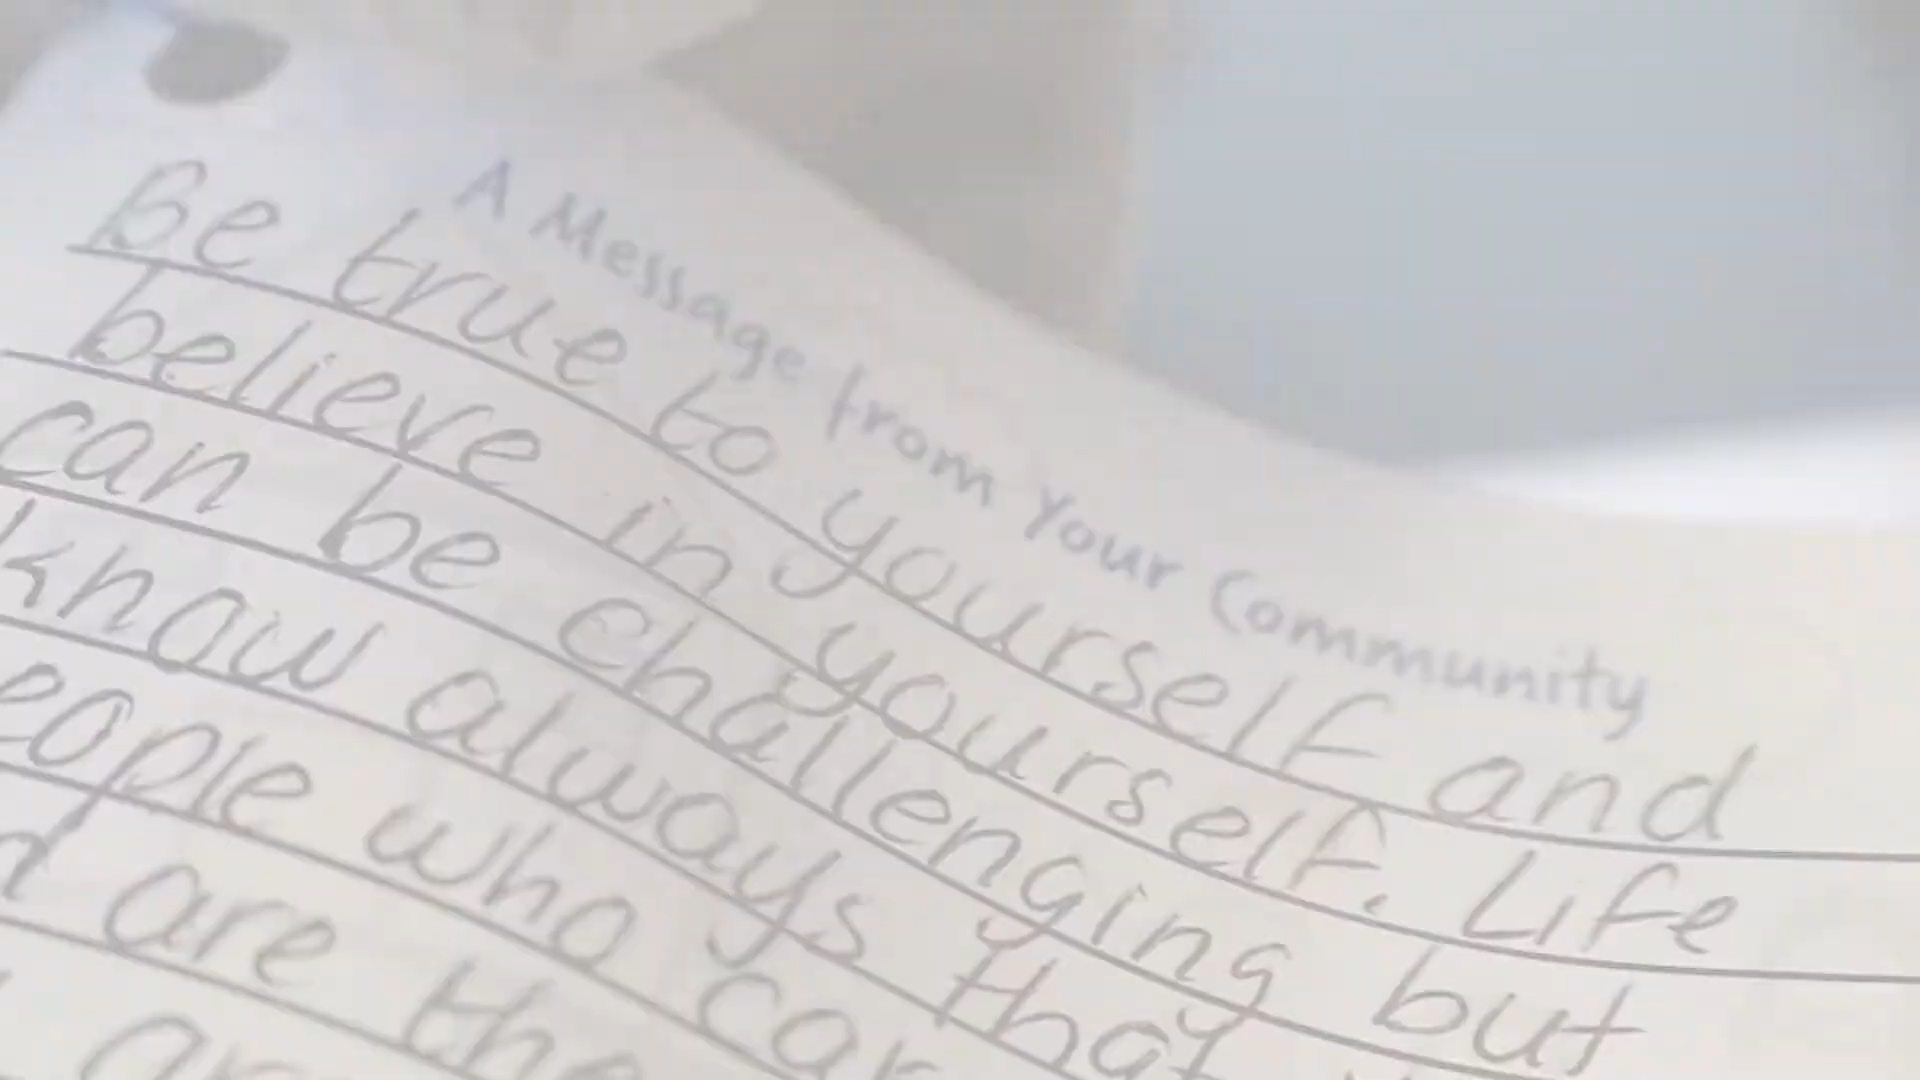 A Message from Your Community
Be true to yourself and
believe in yourself. Life
can be challenging but
know always that
people who car
d are the